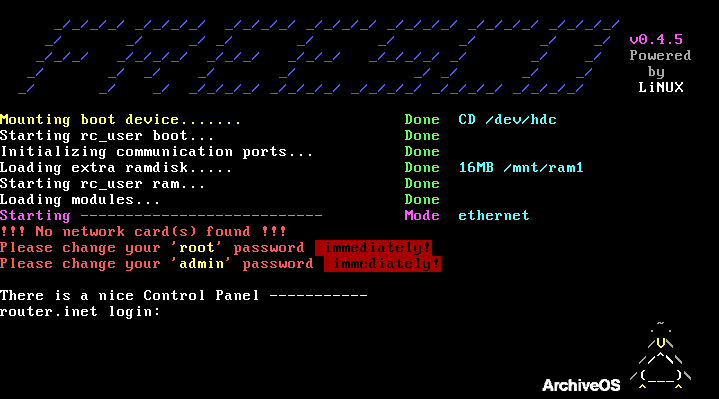 v0.4.5
Powered
by
LiNUX
Mounting boot device....... Done CD /dev/hdc
Starting rc_user boot... Done
Initializing communication ports... Done
Loading extra ramdisk..... Done 16MB /mnt/ram1
Starting rc_user ram... Done
Loading modules... Done
Starting --------------------------- Mode ethernet
!!! No network card(s) found !!!
Please change your 'root' password immediately!
Please change your 'admin' password immediately!
There is a nice Control Panel -----------
router.inet login:
ArchiveOS